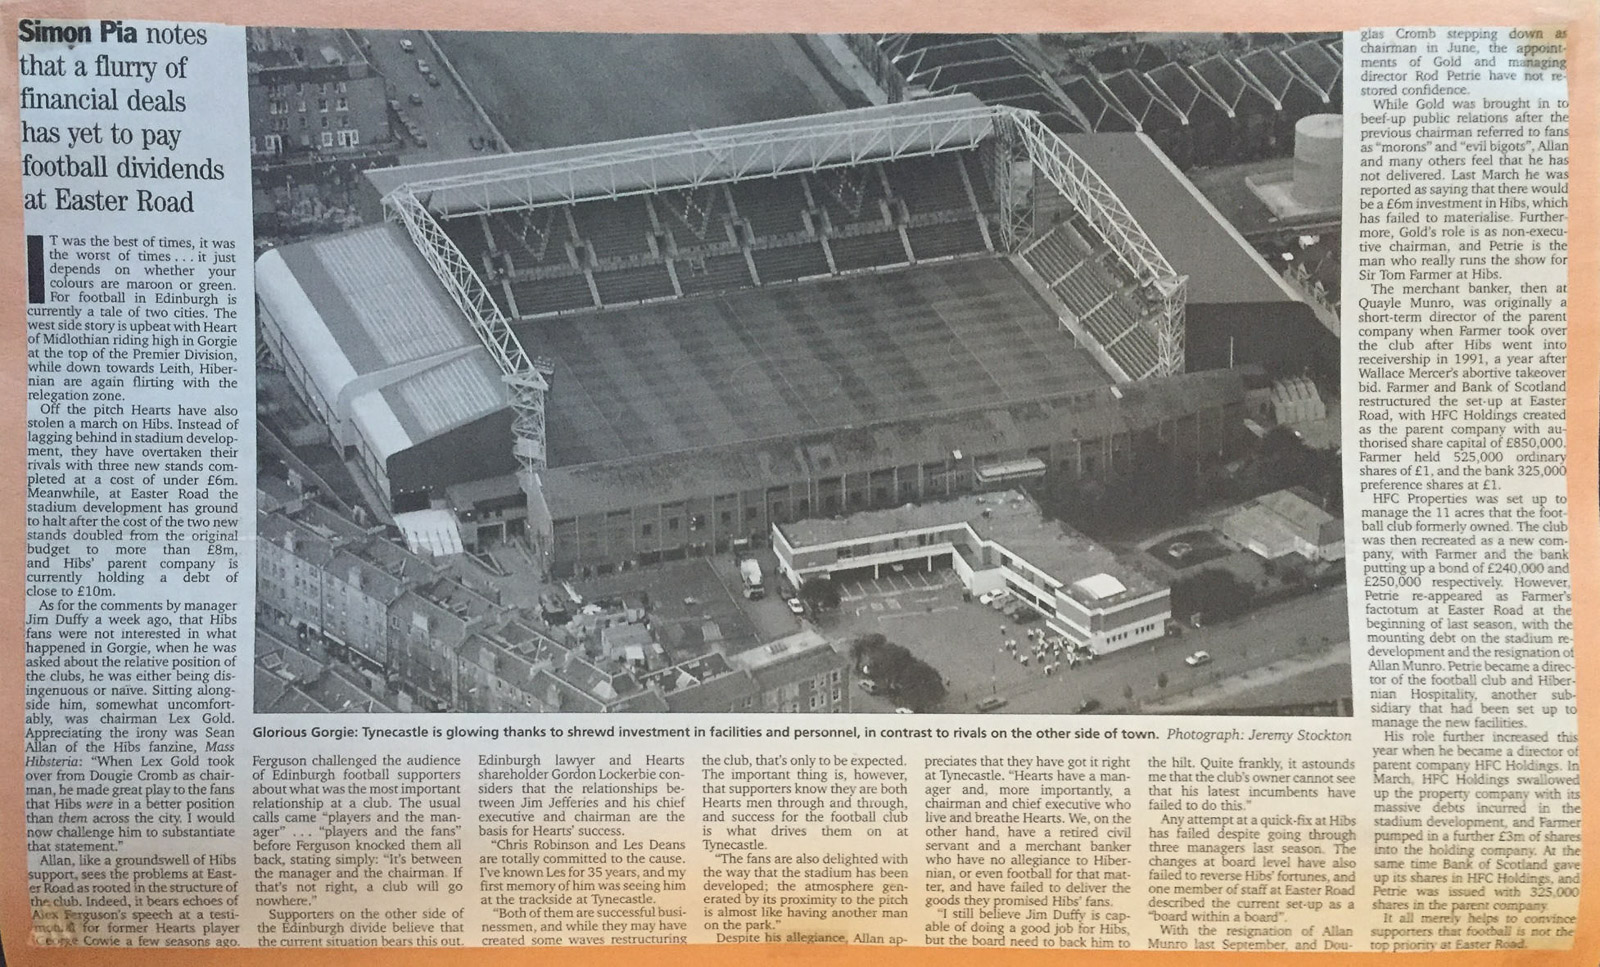 Simon Pia notes
that a flurry of
financial deals
has yet to pay
football dividends
at Easter Road
IT was the best of times, it was
the worst of times . . . it just
depends on whether your
colours are maroon or green.
For football in Edinburgh is
currently a tale of two cities. The
west side story is upbeat with Heart
of Midlothian riding high in Gorgie
at the top of the Premier Division,
while down towards Leith, Hiber-
nian are again flirting with the
relegation zone.
Off the pitch Hearts have also
stolen a march on Hibs. Instead of
lagging behind in stadium develop-
ment, they have overtaken their
rivals with three new stands com-
pleted at a cost of under £6m.
Meanwhile, at Easter Road the
stadium development has ground
to halt after the cost of the two new
stands doubled from the original
budget to more than £8m,
and Hibs' parent company is
currently holding a debt of
close to £10m.
As for the comments by manager
Jim Duffy a week ago, that Hibs
fans were not interested in what
happened in Gorgie, when he was
asked about the relative position of
the clubs, he was either being dis-
ingenuous or naïve. Sitting along-
side him, somewhat uncomfort-
ably, was chairman Lex Gold.
Appreciating the irony was Sean
Allan of the Hibs fanzine, Mass
Hibsteria: "When Lex Gold took
over from Dougie Cromb as chair-
man, he made great play to the fans
that Hibs were in a better position
than them across the city. I would
now challenge him to substantiate
that statement."
Allan, like a groundswell of Hibs
support, sees the problems at East-
er Road as rooted in the structure of
the club. Indeed, it bears echoes of
Alex Ferguson's speech at a testi-
monial for former Hearts player
George Cowie a few seasons ago.
Glorious Gorgie: Tynecastle is glowing thanks to shrewd investment in facilities and personnel, in contrast to rivals on the other side of town. Photograph: Jeremy Stockton
Ferguson challenged the audience
of Edinburgh football supporters
about what was the most important
relationship at a club. The usual
calls came "players and the man-
ager" . . . "players and the fans"
before Ferguson knocked them all
back, stating simply: "It's between
the manager and the chairman. If
that's not right, a club will go
nowhere."
Supporters on the other side of
the Edinburgh divide believe that
the current situation bears this out.
Edinburgh lawyer and Hearts
shareholder Gordon Lockerbie con-
siders that the relationships be-
tween Jim Jefferies and his chief
executive and chairman are the
basis for Hearts' success.
"Chris Robinson and Les Deans
are totally committed to the cause.
I've known Les for 35 years, and my
first memory of him was seeing him
at the trackside at Tynecastle.
"Both of them are successful busi-
nessmen, and while they may have
created some waves restructuring
the club, that's only to be expected.
The important thing is, however,
that supporters know they are both
Hearts men through and through,
and success for the football club
is what drives them on at
Tynecastle.
"The fans are also delighted with
the way that the stadium has been
developed; the atmosphere gen-
erated by its proximity to the pitch
is almost like having another man
on the park."
Despite his allegiance, Allan ap-
preciates that they have got it right
at Tynecastle. "Hearts have a man-
ager and, more importantly, a
chairman and chief executive who
live and breathe Hearts. We, on the
other hand, have a retired civil
servant and a merchant banker
who have no allegiance to Hiber-
nian, or even football for that mat-
ter, and have failed to deliver the
goods they promised Hibs' fans.
"I still believe Jim Duffy is cap-
able of doing a good job for Hibs,
but the board need to back him to
the hilt. Quite frankly, it astounds
me that the club's owner cannot see
that his latest incumbents have
failed to do this."
Any attempt at a quick-fix at Hibs
has failed despite going through
three managers last season. The
changes at board level have also
failed to reverse Hibs' fortunes, and
one member of staff at Easter Road
described the current set-up as a
"board within a board".
With the resignation of Allan
Munro last September, and Dou-
glas Cromb stepping down as
chairman in June, the appoint-
ments of Gold and managing
director Rod Petrie have not re-
stored confidence.
While Gold was brought in to
beef-up public relations after the
previous chairman referred to fans
as "morons" and "evil bigots", Allan
and many others feel that he has
not delivered. Last March he was
reported as saying that there would
be a £6m investment in Hibs, which
has failed to materialise. Further-
more, Gold's role is as non-execu-
tive chairman, and Petrie is the
man who really runs the show for
Sir Tom Farmer at Hibs.
The merchant banker, then at
Quayle Munro, was originally a
short-term director of the parent
company when Farmer took over
the club after Hibs went into
receivership in 1991, a year after
Wallace Mercer's abortive takeover
bid. Farmer and Bank of Scotland
restructured the set-up at Easter
Road, with HFC Holdings created
as the parent company with au-
thorised share capital of £850,000.
Farmer held 525,000 ordinary
shares of £1, and the bank 325,000
preference shares at £1.
HFC Properties was set up to
manage the 11 acres that the foot-
ball club formerly owned. The club
was then recreated as a new com-
pany, with Farmer and the bank
putting up a bond of £240,000 and
£250,000 respectively. However,
Petrie re-appeared as Farmer's
factotum at Easter Road at the
beginning of last season, with the
mounting debt on the stadium re-
development and the resignation of
Allan Munro. Petrie became a direc-
tor of the football club and Hiber-
nian Hospitality, another sub-
sidiary that had been set up to
manage the new facilities.
His role further increased this
year when he became a director of
parent company HFC Holdings. In
March, HFC Holdings swallowed
up the property company with its
massive debts incurred in the
stadium development, and Farmer
pumped in a further £3m of shares
into the holding company. At the
same time Bank of Scotland gave
up its shares in HFC Holdings, and
Petrie was issued with 325,000
shares in the parent company.
It all merely helps to convince
supporters that football is not the
top priority at Easter Road.